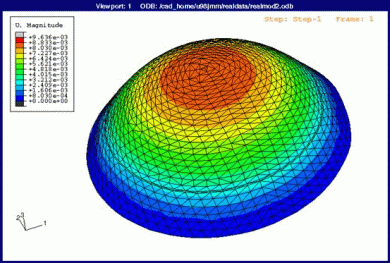 Viewport: 1    ODB: /cad_home/u98jmm/realdata/realmod2.odb
Step: Step-1    Frame: 1
U, Magnitude
+9.636e-03
+8.833e-03
+8.030e-03
+7.227e-03
+6.424e-03
+5.621e-03
+4.818e-03
+4.015e-03
+3.212e-03
+2.409e-03
+1.606e-03
+8.030e-04
+0.000e+00
2 3 1